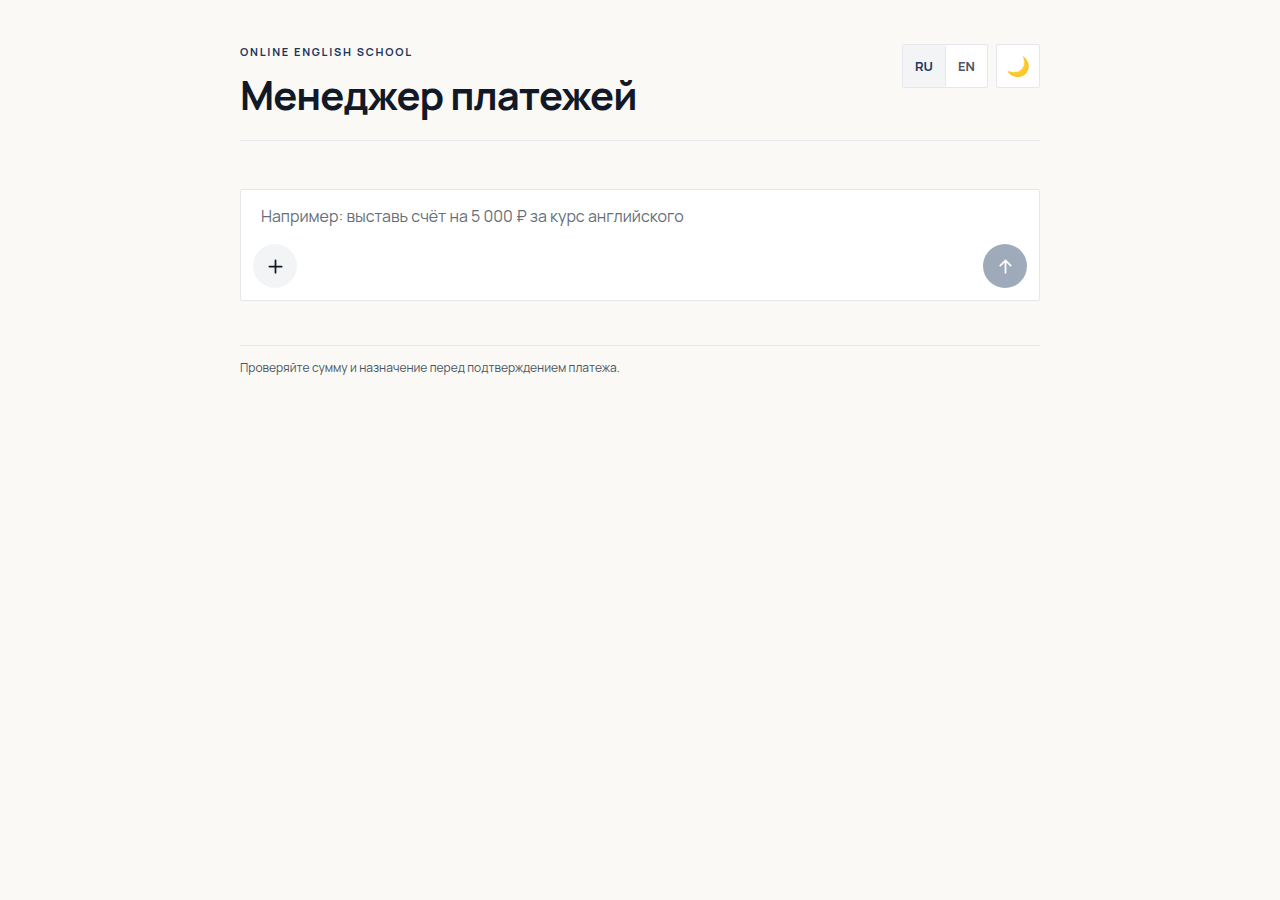 ONLINE ENGLISH SCHOOL
RU EN
Менеджер платежей
Например: выставь счёт на 5 000 ₽ за курс английского
Проверяйте сумму и назначение перед подтверждением платежа.